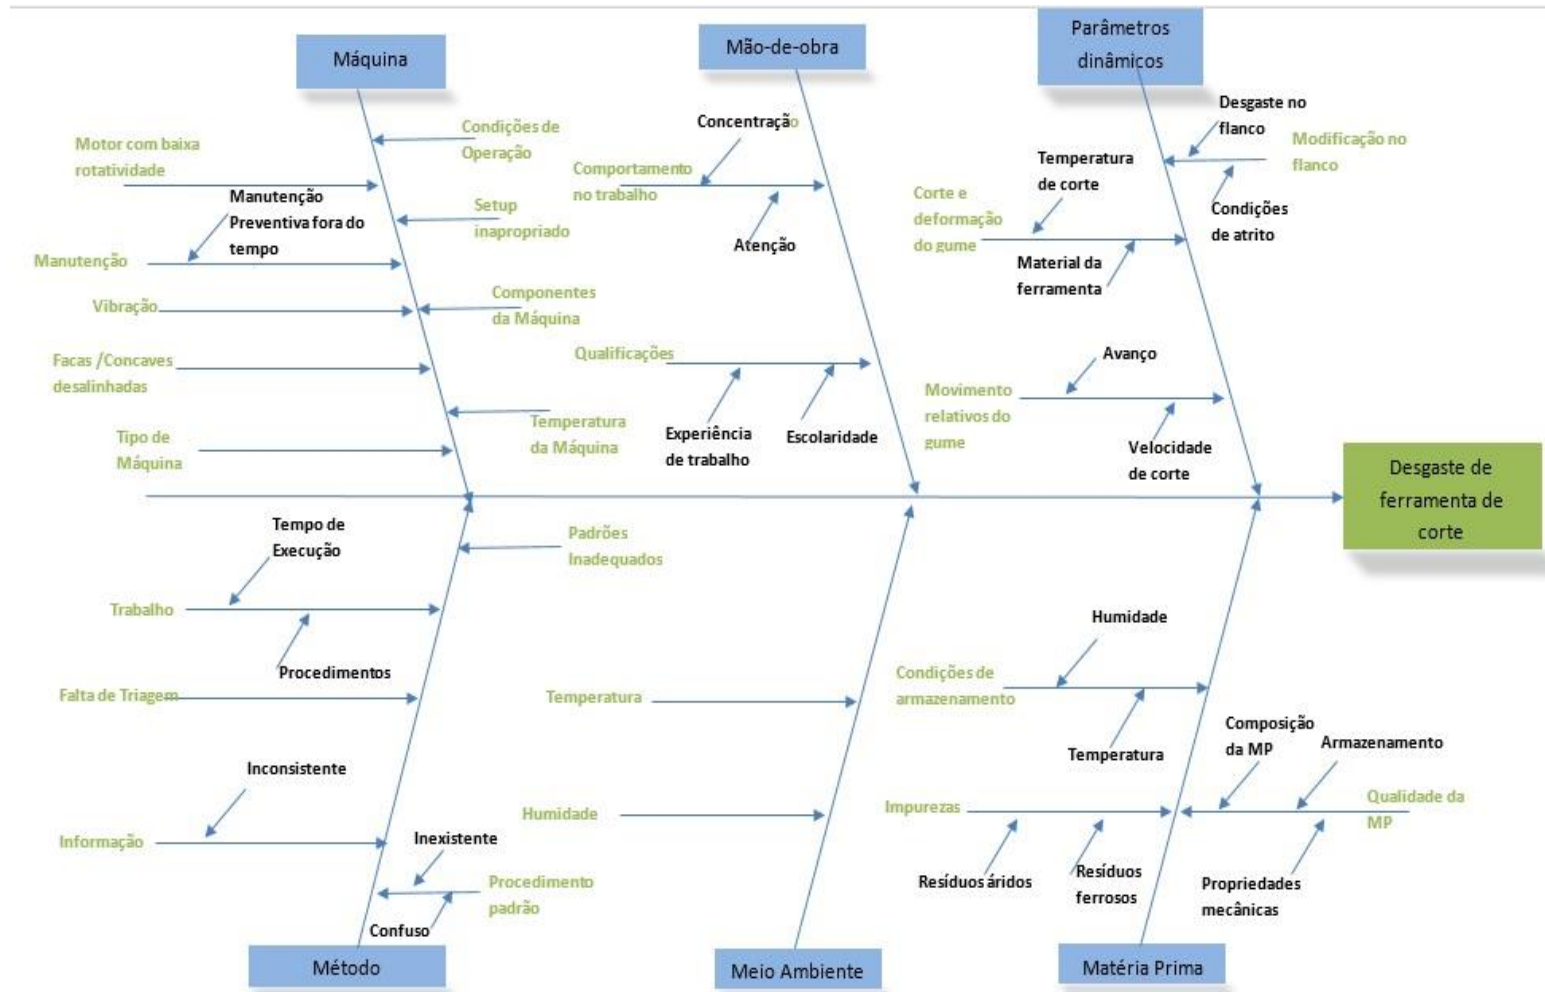 Máquina
Mão-de-obra
Parâmetros
dinâmicos
Motor com baixa
rotatividade
Condições de
Operação
Manutenção
Preventiva fora do
tempo
Setup
inapropriado
Manutenção
Vibração
Componentes
da Máquina
Facas /Concaves
desalinhadas
Temperatura
da Máquina
Tipo de
Máquina
Concentração
Comportamento
no trabalho
Atenção
Qualificações
Experiência
de trabalho
Escolaridade
Desgaste no
flanco
Modificação no
flanco
Temperatura
de corte
Corte e
deformação
do gume
Condições
de atrito
Material da
ferramenta
Avanço
Movimento
relativos do
gume
Velocidade
de corte
Desgaste de
ferramenta de
corte
Tempo de
Execução
Padrões
Inadequados
Trabalho
Procedimentos
Falta de Triagem
Inconsistente
Informação
Inexistente
Procedimento
padrão
Confuso
Método
Temperatura
Humidade
Meio Ambiente
Humidade
Condições de
armazenamento
Temperatura
Composição
da MP
Armazenamento
Impurezas
Qualidade da
MP
Resíduos áridos
Resíduos
ferrosos
Propriedades
mecânicas
Matéria Prima